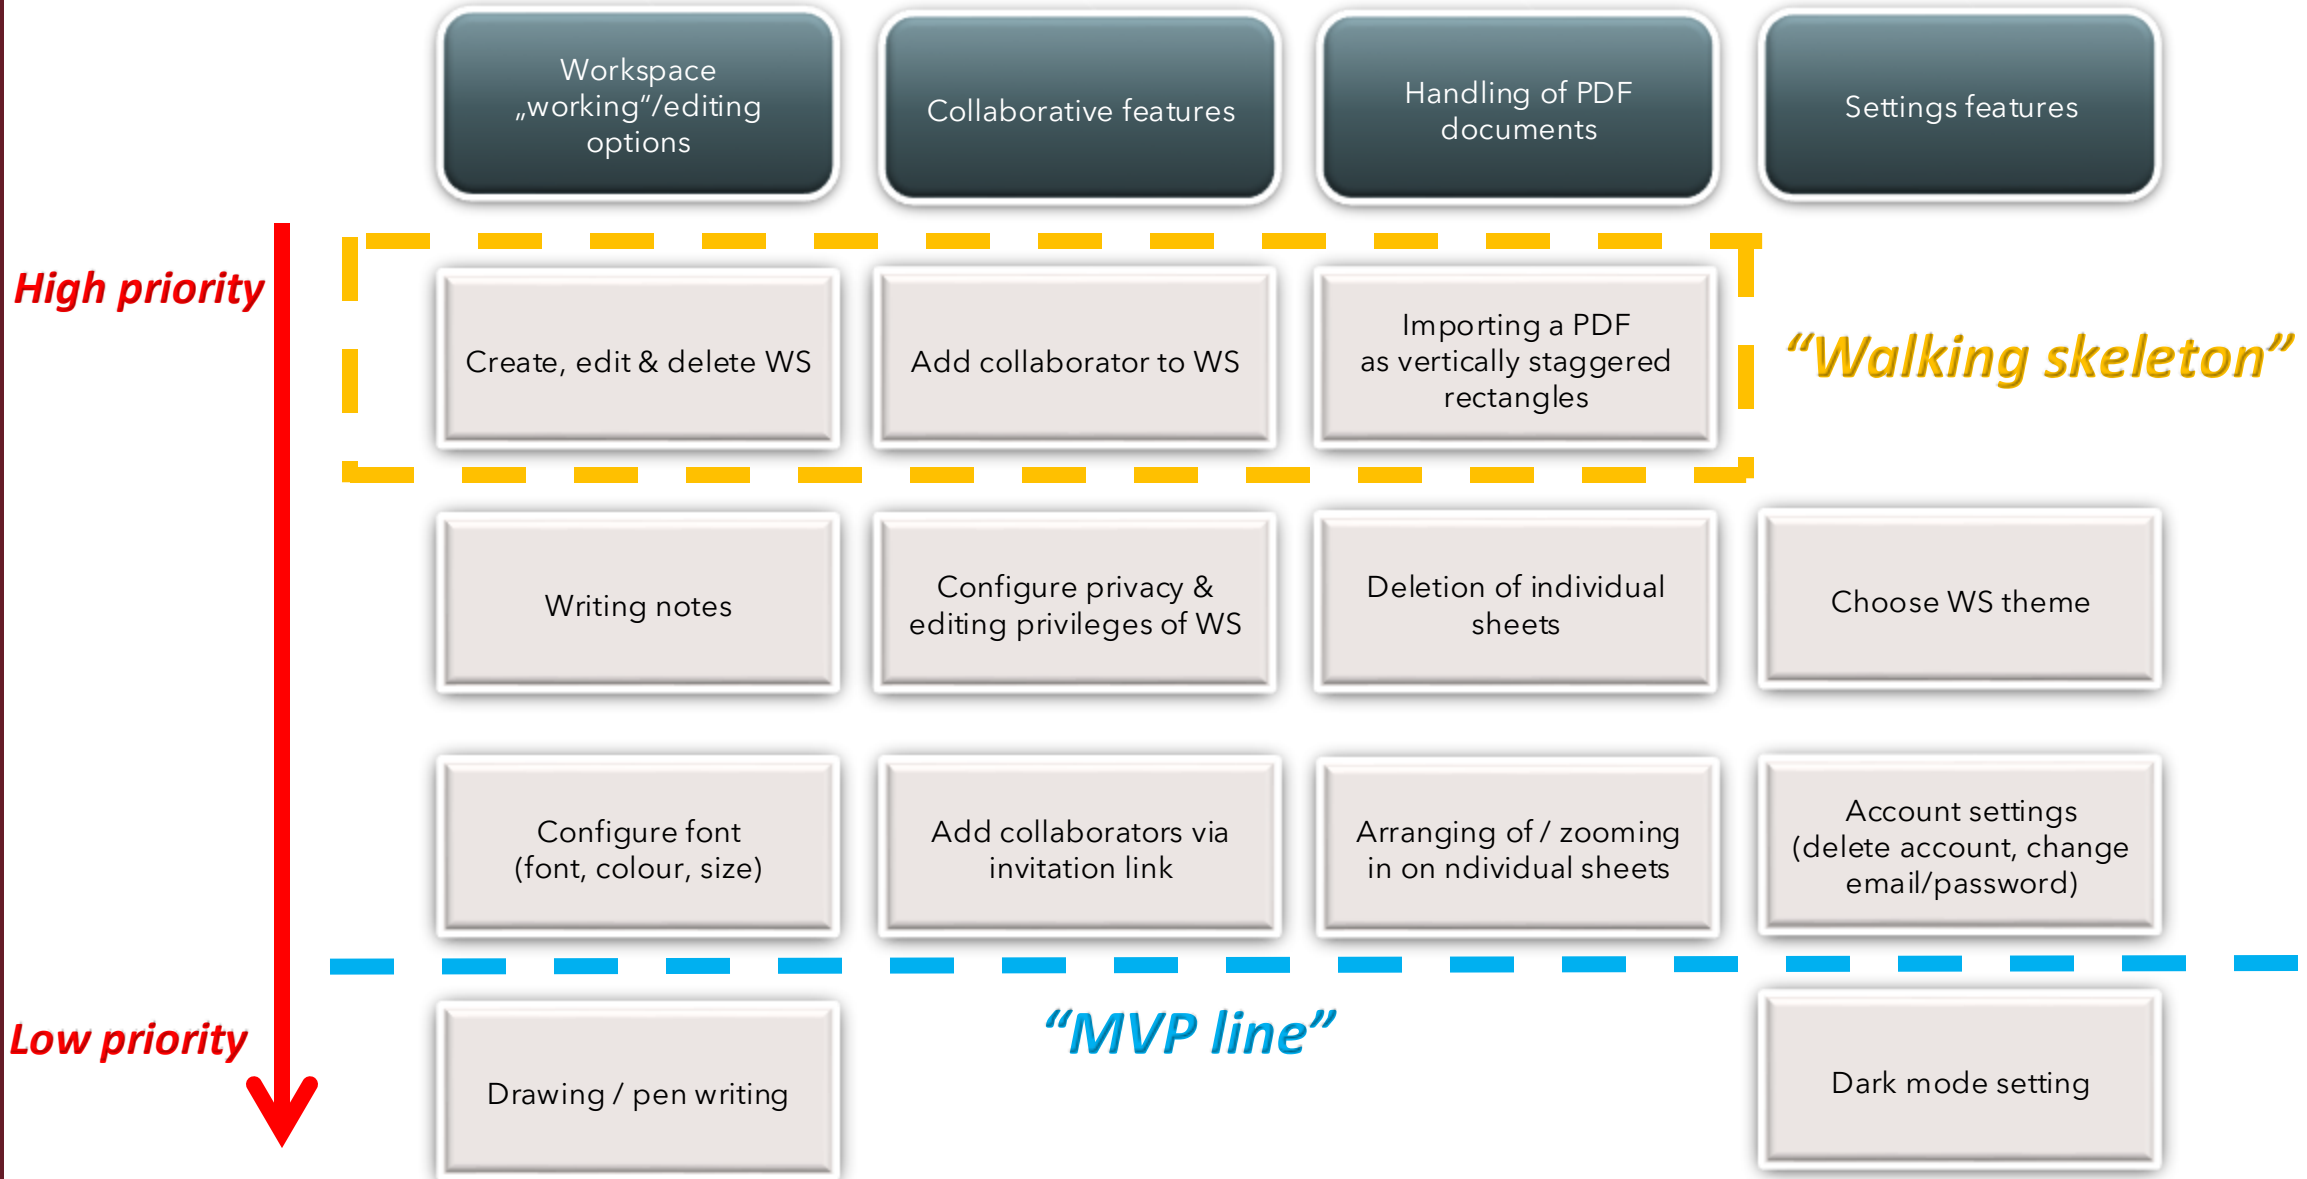 Workspace
„working“/editing
options
Collaborative features
Handling of PDF
documents
Settings features
High priority
Create, edit & delete WS
Add collaborator to WS
Importing a PDF
as vertically staggered
rectangles
“Walking skeleton”
Writing notes
Configure privacy &
editing privileges of WS
Deletion of individual
sheets
Choose WS theme
Configure font
(font, colour, size)
Add collaborators via
invitation link
Arranging of / zooming
in on ndividual sheets
Account settings
(delete account, change
email/password)
Low priority
“MVP line”
Drawing / pen writing
Dark mode setting